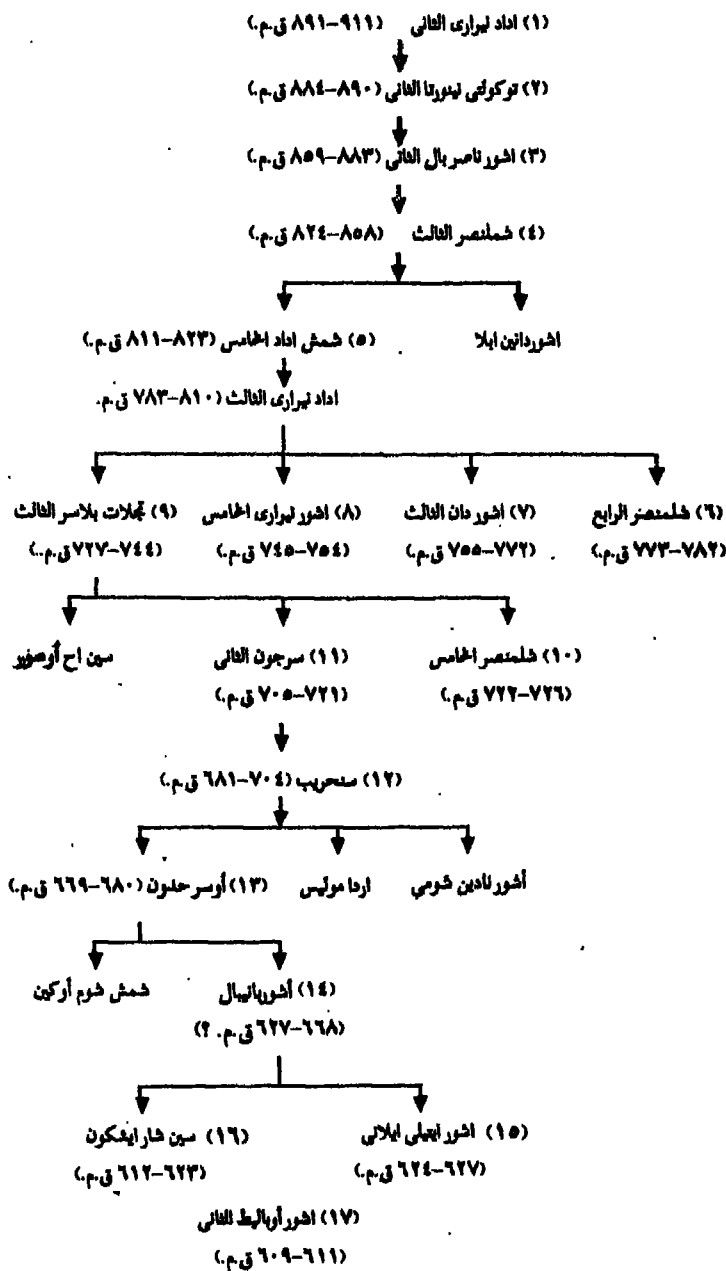 (١) اداد نيراري الثاني (٩١١-٨٩١ ق.م.)
(٢) توكولتي نينورتا الثاني (٨٩٠-٨٨٤ ق.م.)
(٣) اشور ناصر بال الثاني (٨٨٣-٨٥٩ ق.م.)
(٤) شملنصر الثالث (٨٥٨-٨٢٤ ق.م.)
اشوردانين ابلا (٥) شمش اداد الخامس (٨٢٣-٨١١ ق.م.)
اداد نيراري الثالث (٨١٠-٧٨٣ ق.م.
(٦) شلمنصر الرابع (٧) اشور دان الثالث (٨) اشور نيراري الخامس (٩) تجلات بلاسر الثالث
(٧٨٢-٧٧٣ ق.م.) (٧٧٢-٧٥٥ ق.م.) (٧٥٤-٧٤٥ ق.م.) (٧٤٤-٧٢٧ ق.م..
(١٠) شلمنصر الخامس (١١) سرجون الثاني سين اح أوصوير
(٧٢٦-٧٢٢ ق.م.) (٧٢١-٧٠٥ ق.م.)
(١٢) سنحريب (٧٠٤-٦٨١ ق.م.)
أشور نادين شومي اردا موليس (١٣) أوسر حدون (٦٨٠-٦٦٩ ق.م.)
(١٤) أشوربانيبال شمش شوم أوكين
(٦٦٨-٦٢٧ ق.م. ؟)
(١٥) اشور ايتيلي ايلاني (١٦) سين شار ايشكون
(٦٢٧-٦٢٤ ق.م.) (٦٢٣-٦١٢ ق.م.)
(١٧) اشور أوباليط الثاني
(٦١١-٦٠٩ ق.م.)